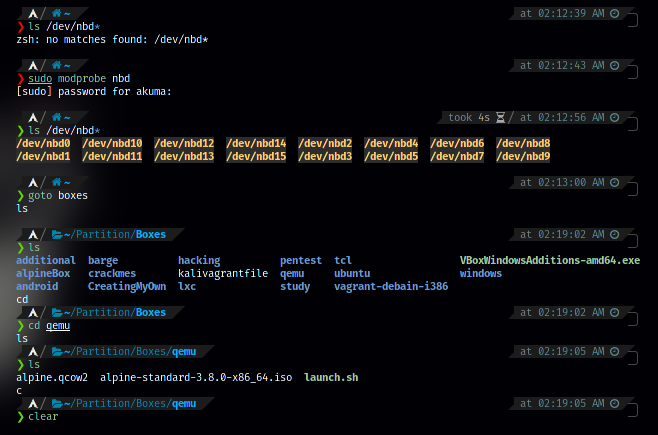 / ~ at 02:12:39 AM
❯ ls /dev/nbd*
zsh: no matches found: /dev/nbd*
/ ~ at 02:12:43 AM
❯ sudo modprobe nbd
[sudo] password for akuma:
/ ~ took 4s / at 02:12:56 AM
❯ ls /dev/nbd*
/dev/nbd0 /dev/nbd10 /dev/nbd12 /dev/nbd14 /dev/nbd2 /dev/nbd4 /dev/nbd6 /dev/nbd8
/dev/nbd1 /dev/nbd11 /dev/nbd13 /dev/nbd15 /dev/nbd3 /dev/nbd5 /dev/nbd7 /dev/nbd9
/ ~ at 02:13:00 AM
❯ goto boxes
ls
/ ~/Partition/Boxes at 02:19:02 AM
❯ ls
additional barge hacking pentest tcl VBoxWindowsAdditions-amd64.exe
alpineBox crackmes kalivagrantfile qemu ubuntu windows
android CreatingMyOwn lxc study vagrant-debain-i386
cd
/ ~/Partition/Boxes at 02:19:02 AM
❯ cd qemu
ls
/ ~/Partition/Boxes/qemu at 02:19:05 AM
❯ ls
alpine.qcow2 alpine-standard-3.8.0-x86_64.iso launch.sh
c
/ ~/Partition/Boxes/qemu at 02:19:05 AM
❯ clear